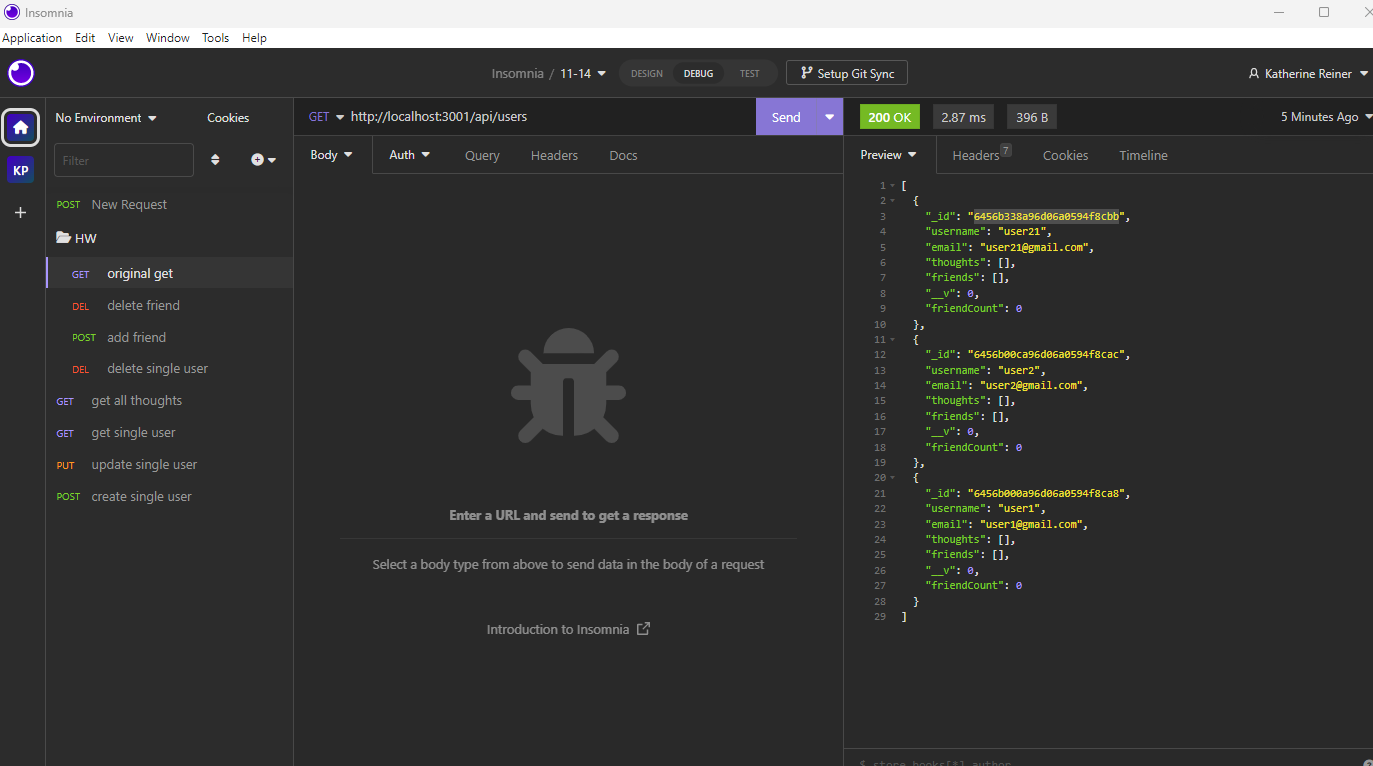 Insomnia
Application Edit View Window Tools Help
Insomnia / 11-14 DESIGN DEBUG TEST Setup Git Sync Katherine Reiner
No Environment Cookies
GET http://localhost:3001/api/users Send
200 OK 2.87 ms 396 B 5 Minutes Ago
KP
Filter
Body Auth Query Headers Docs
Preview Headers 7 Cookies Timeline
POST New Request
HW
GET original get
DEL delete friend
POST add friend
DEL delete single user
GET get all thoughts
GET get single user
PUT update single user
POST create single user
Enter a URL and send to get a response
Select a body type from above to send data in the body of a request
Introduction to Insomnia
1 [
2 {
3 "_id": "6456b338a96d06a0594f8cbb",
4 "username": "user21",
5 "email": "user21@gmail.com",
6 "thoughts": [],
7 "friends": [],
8 "__v": 0,
9 "friendCount": 0
10 },
11 {
12 "_id": "6456b00ca96d06a0594f8cac",
13 "username": "user2",
14 "email": "user2@gmail.com",
15 "thoughts": [],
16 "friends": [],
17 "__v": 0,
18 "friendCount": 0
19 },
20 {
21 "_id": "6456b000a96d06a0594f8ca8",
22 "username": "user1",
23 "email": "user1@gmail.com",
24 "thoughts": [],
25 "friends": [],
26 "__v": 0,
27 "friendCount": 0
28 }
29 ]
$.store.books[*].author